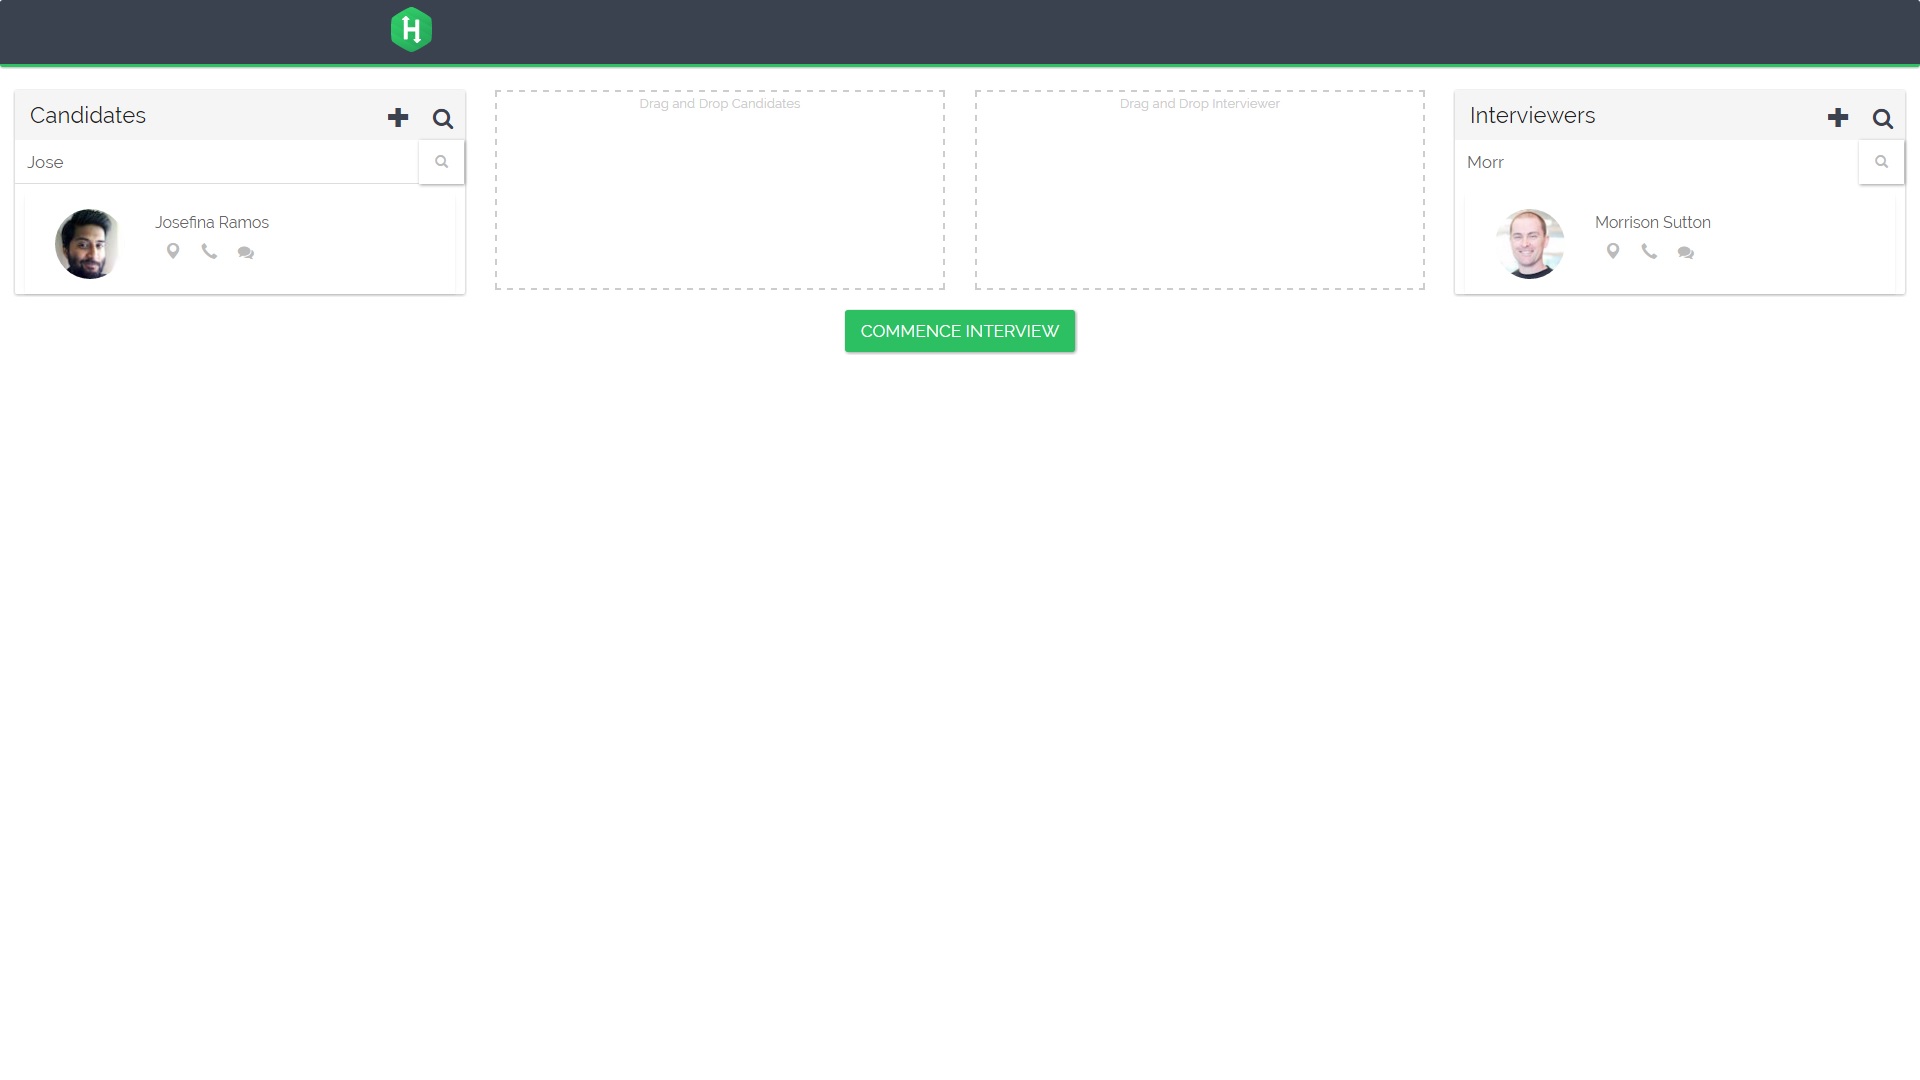 H
Candidates
Jose
Josefina Ramos
Drag and Drop Candidates
Drag and Drop Interviewer
COMMENCE INTERVIEW
Interviewers
Morr
Morrison Sutton